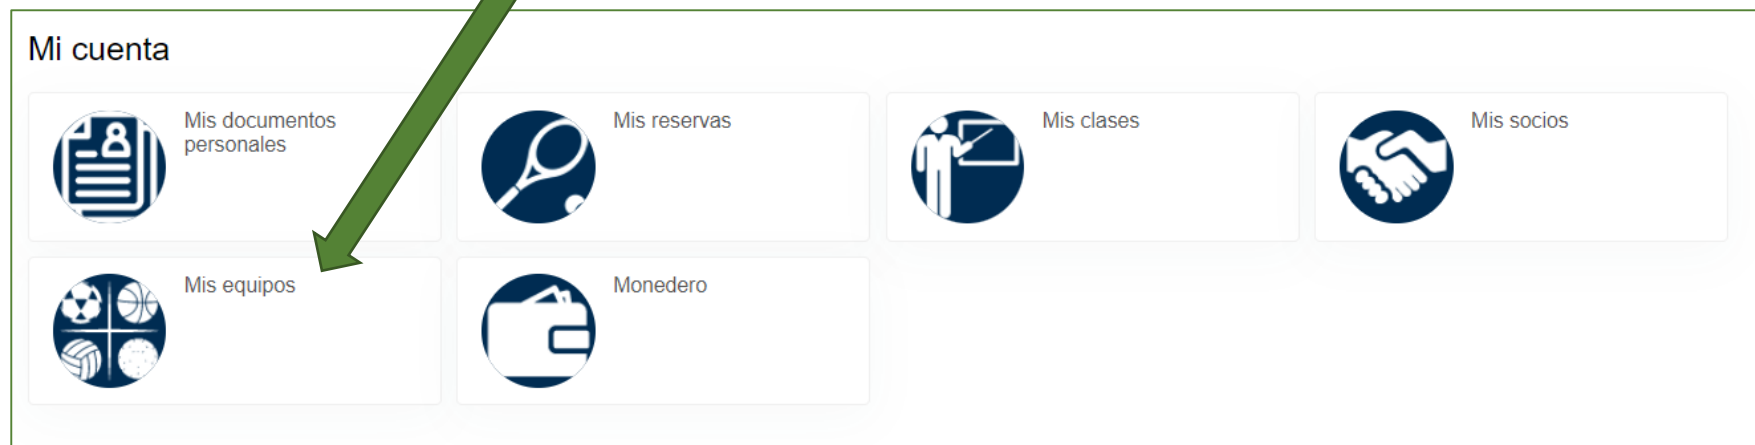 Mi cuenta
Mis documentos
personales
Mis reservas
Mis clases
Mis socios
Mis equipos
Monedero